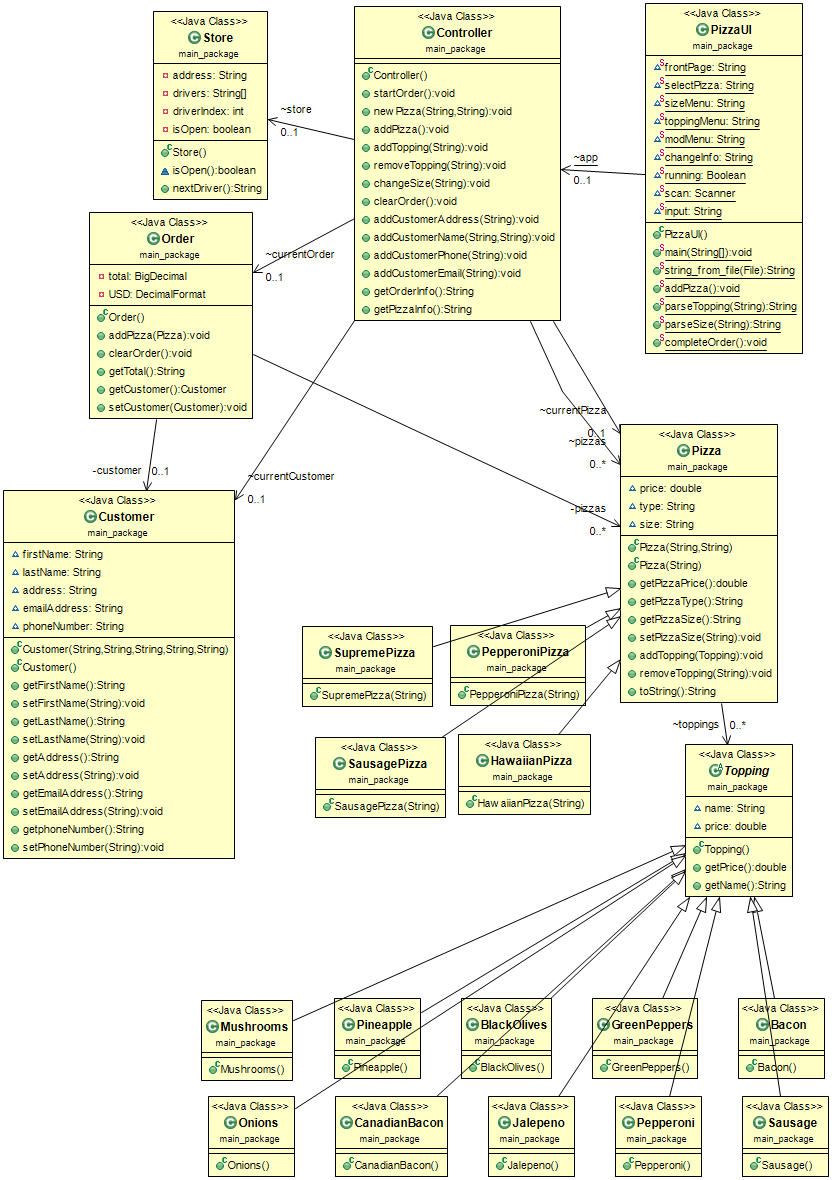 <<Java Class>>
Store
main_package
address: String
drivers: String[]
driverIndex: int
isOpen: boolean
Store()
isOpen():boolean
nextDriver():String
<<Java Class>>
Controller
main_package
Controller()
startOrder():void
newPizza(String,String):void
addPizza():void
addTopping(String):void
removeTopping(String):void
changeSize(String):void
clearOrder():void
addCustomerAddress(String):void
addCustomerName(String,String):void
addCustomerPhone(String):void
addCustomerEmail(String):void
getOrderInfo():String
getPizzaInfo():String
<<Java Class>>
PizzaUI
main_package
frontPage: String
selectPizza: String
sizeMenu: String
toppingMenu: String
modMenu: String
changeInfo: String
running: Boolean
scan: Scanner
input: String
PizzaUI()
main(String[]):void
string_from_file(File):String
addPizza():void
parseTopping(String):String
parseSize(String):String
completeOrder():void
~store
0..1
~app
0..1
<<Java Class>>
Order
main_package
total: BigDecimal
USD: DecimalFormat
Order()
addPizza(Pizza):void
clearOrder():void
getTotal():String
getCustomer():Customer
setCustomer(Customer):void
~currentOrder
0..1
-customer
0..1
~currentCustomer
0..1
~currentPizza
0..1
~pizzas
0..*
-pizzas
0..*
<<Java Class>>
Customer
main_package
firstName: String
lastName: String
address: String
emailAddress: String
phoneNumber: String
Customer(String,String,String,String,String)
Customer()
getFirstName():String
setFirstName(String):void
getLastName():String
setLastName(String):void
getAddress():String
setAddress(String):void
getEmailAddress():String
setEmailAddress(String):void
getphoneNumber():String
setPhoneNumber(String):void
<<Java Class>>
Pizza
main_package
price: double
type: String
size: String
Pizza(String,String)
Pizza(String)
getPizzaPrice():double
getPizzaType():String
getPizzaSize():String
setPizzaSize(String):void
addTopping(Topping):void
removeTopping(String):void
toString():String
<<Java Class>>
SupremePizza
main_package
SupremePizza(String)
<<Java Class>>
PepperoniPizza
main_package
PepperoniPizza(String)
<<Java Class>>
SausagePizza
main_package
SausagePizza(String)
<<Java Class>>
HawaiianPizza
main_package
HawaiianPizza(String)
~toppings
0..*
<<Java Class>>
Topping
main_package
name: String
price: double
Topping()
getPrice():double
getName():String
<<Java Class>>
Mushrooms
main_package
Mushrooms()
<<Java Class>>
Pineapple
main_package
Pineapple()
<<Java Class>>
BlackOlives
main_package
BlackOlives()
<<Java Class>>
GreenPeppers
main_package
GreenPeppers()
<<Java Class>>
Bacon
main_package
Bacon()
<<Java Class>>
Onions
main_package
Onions()
<<Java Class>>
CanadianBacon
main_package
CanadianBacon()
<<Java Class>>
Jalepeno
main_package
Jalepeno()
<<Java Class>>
Pepperoni
main_package
Pepperoni()
<<Java Class>>
Sausage
main_package
Sausage()